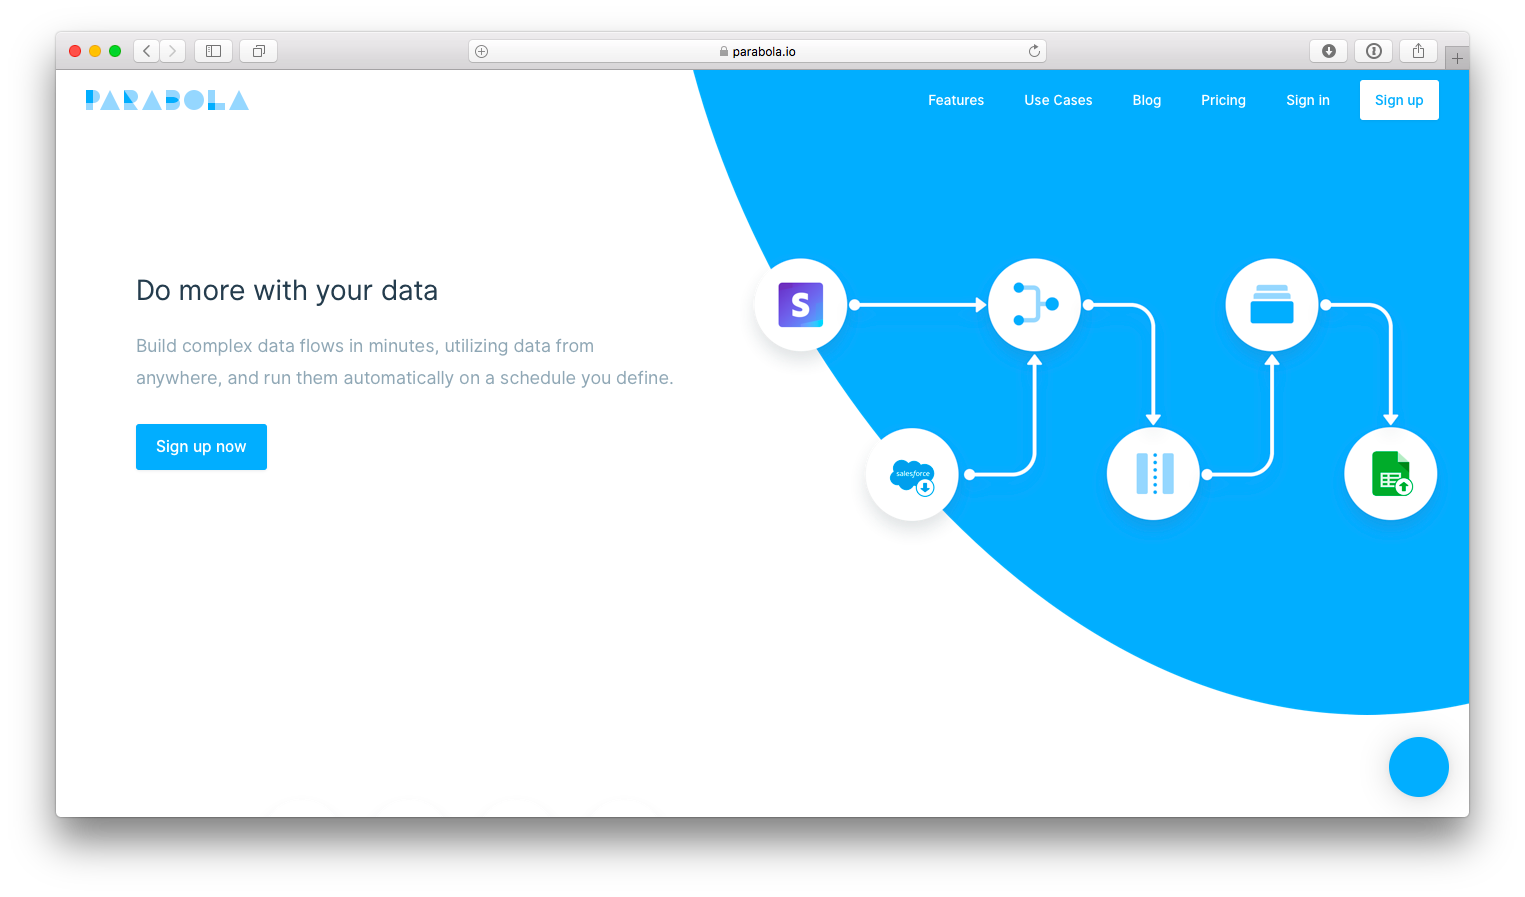 parabola.io
PARABOLA
Features
Use Cases
Blog
Pricing
Sign in
Sign up
Do more with your data
Build complex data flows in minutes, utilizing data from
anywhere, and run them automatically on a schedule you define.
Sign up now
S
salesforce